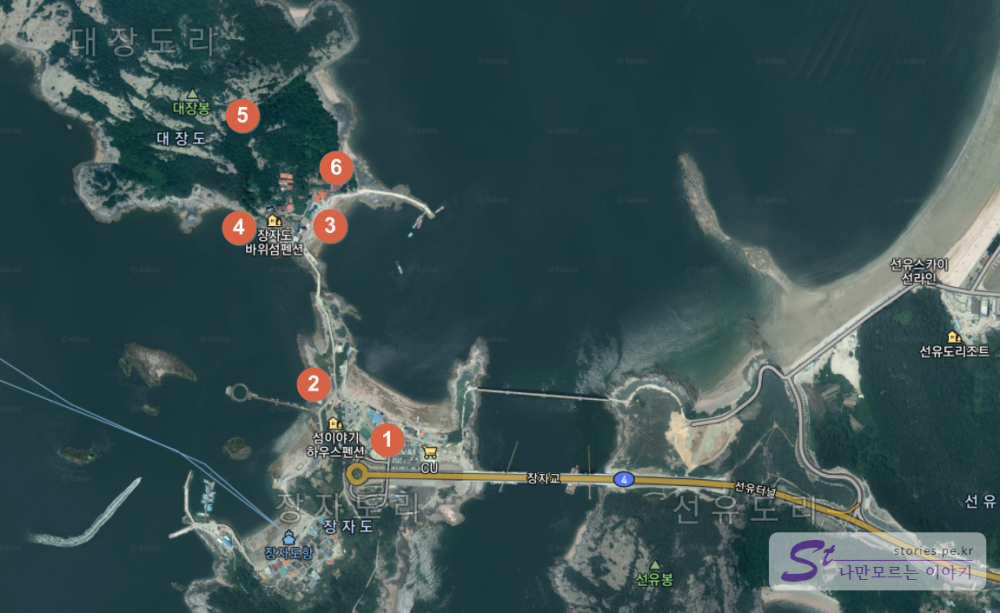 대장도리
대장봉
5
대장도
6
4
3
장자도
바위섬펜션
선유스카이
선라인
선유도리조트
2
섬이야기
하우스펜션
1
CU
장자교
4
선유터널
장자도리
장자도
선유도리
선유
장자도항
선유봉
St
stories.pe.kr
나만모르는 이야기